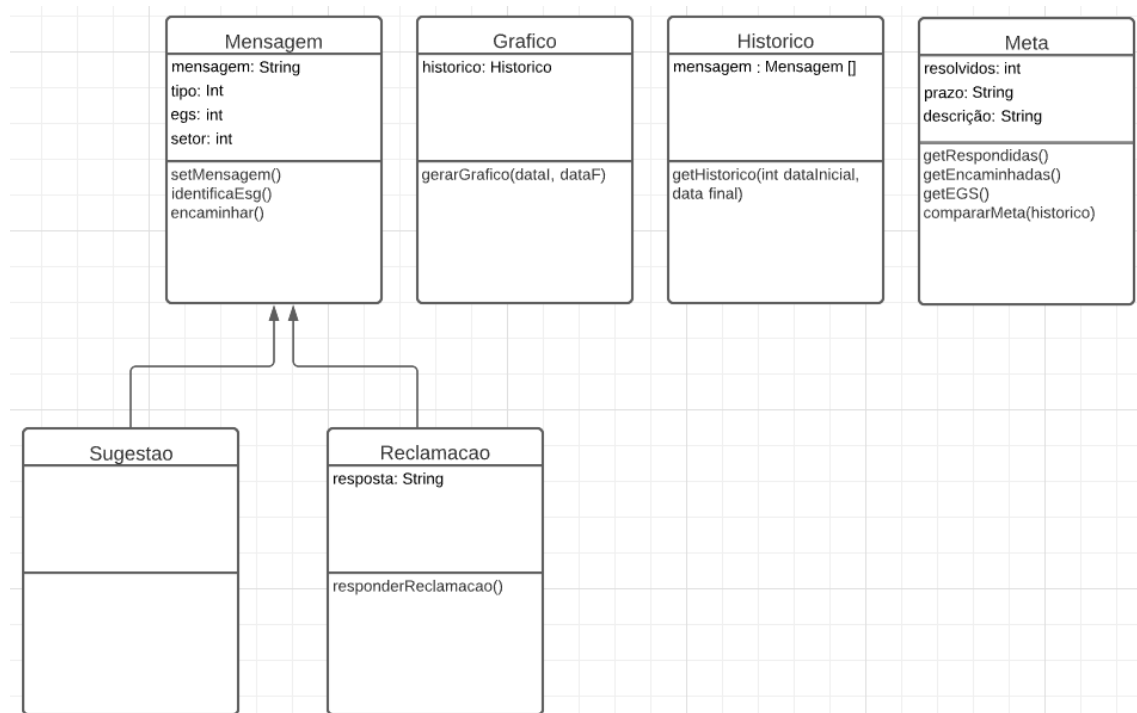 Mensagem
mensagem: String
tipo: Int
egs: int
setor: int
setMensagem()
identificaEsg()
encaminhar()
Grafico
historico: Historico
gerarGrafico(dataI, dataF)
Historico
mensagem : Mensagem []
getHistorico(int dataInicial,
data final)
Meta
resolvidos: int
prazo: String
descrição: String
getRespondidas()
getEncaminhadas()
getEGS()
compararMeta(historico)
Sugestao
Reclamacao
resposta: String
responderReclamacao()